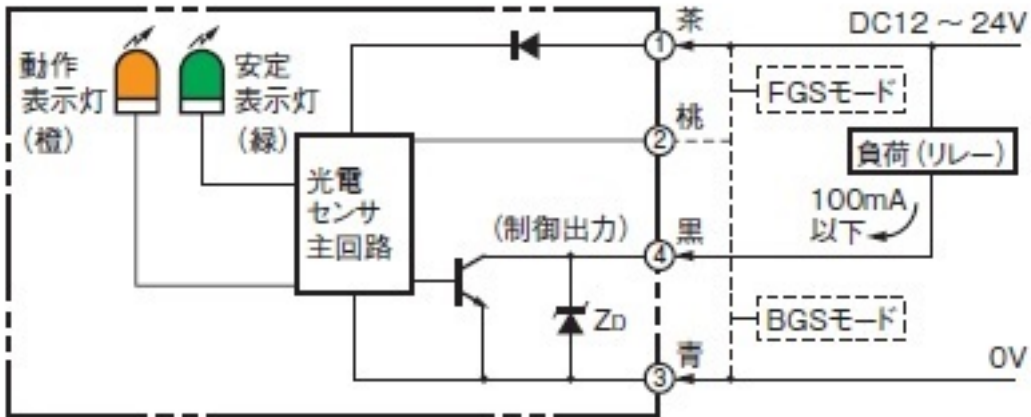 動作
表示灯
(橙)
安定
表示灯
(緑)
光電
センサ
主回路
(制御出力)
ZD
① 茶
② 桃
④ 黒
③ 青
DC12 ~ 24V
FGSモード
負荷(リレー)
100mA
以下
BGSモード
0V